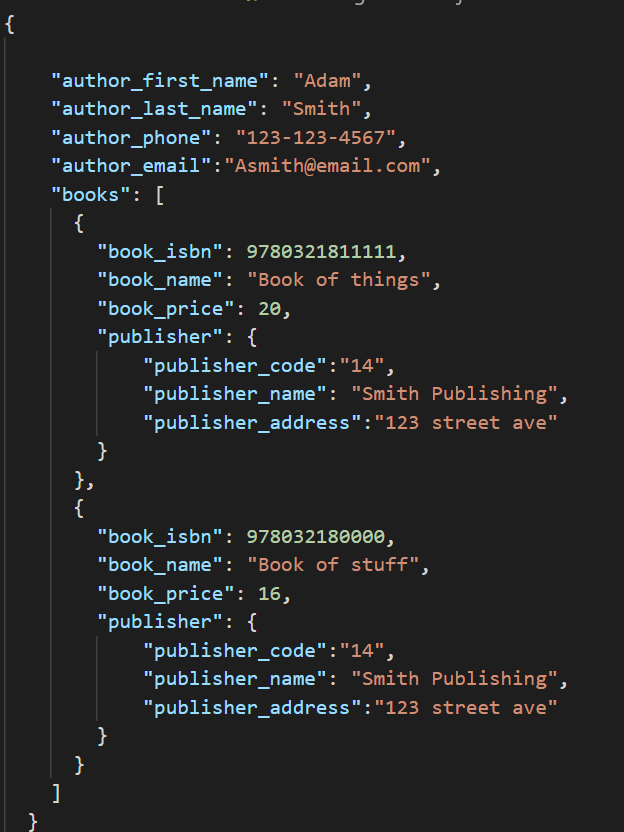 {
"author_first_name": "Adam",
"author_last_name": "Smith",
"author_phone": "123-123-4567",
"author_email":"Asmith@email.com",
"books": [
{
"book_isbn": 9780321811111,
"book_name": "Book of things",
"book_price": 20,
"publisher": {
"publisher_code":"14",
"publisher_name": "Smith Publishing",
"publisher_address":"123 street ave"
}
},
{
"book_isbn": 978032180000,
"book_name": "Book of stuff",
"book_price": 16,
"publisher": {
"publisher_code":"14",
"publisher_name": "Smith Publishing",
"publisher_address":"123 street ave"
}
}
]
}